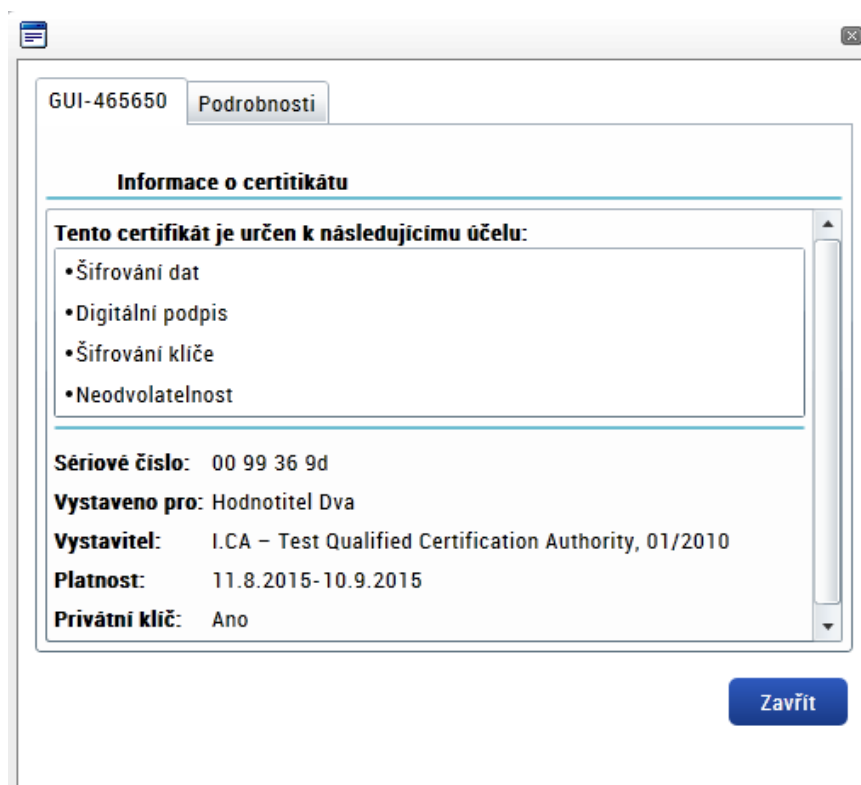 GUI-465650
Podrobnosti
Informace o certitikátu
Tento certifikát je určen k následujícímu účelu:
•Šifrování dat
•Digitální podpis
•Šifrování klíče
•Neodvolatelnost
Sériové číslo: 00 99 36 9d
Vystaveno pro: Hodnotitel Dva
Vystavitel: I.CA – Test Qualified Certification Authority, 01/2010
Platnost: 11.8.2015-10.9.2015
Privátní klíč: Ano
Zavřít